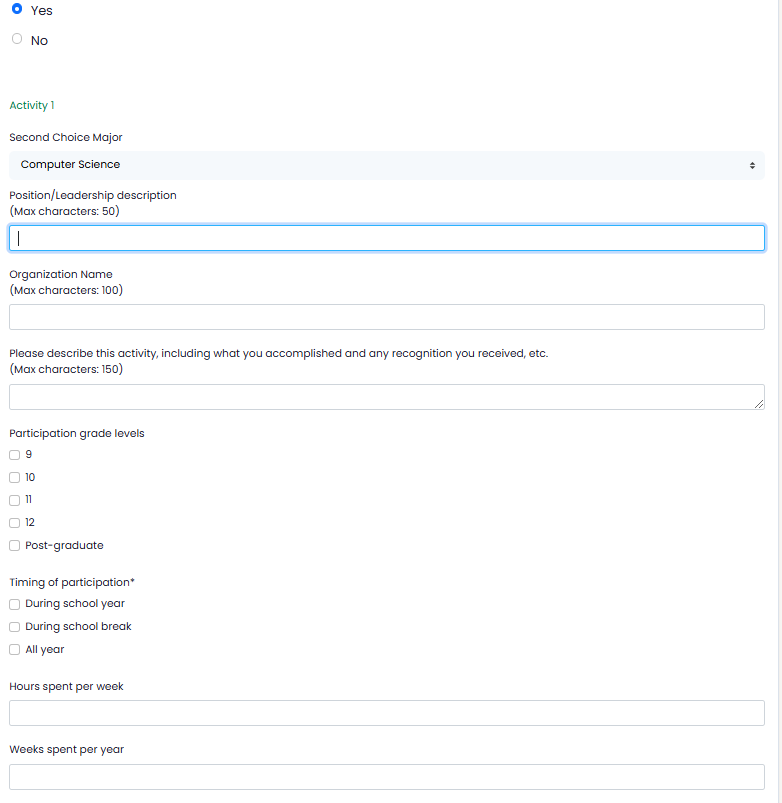 Yes
No
Activity 1
Second Choice Major
Computer Science
Position/Leadership description
(Max characters: 50)
Organization Name
(Max characters: 100)
Please describe this activity, including what you accomplished and any recognition you received, etc.
(Max characters: 150)
Participation grade levels
9
10
11
12
Post-graduate
Timing of participation*
During school year
During school break
All year
Hours spent per week
Weeks spent per year